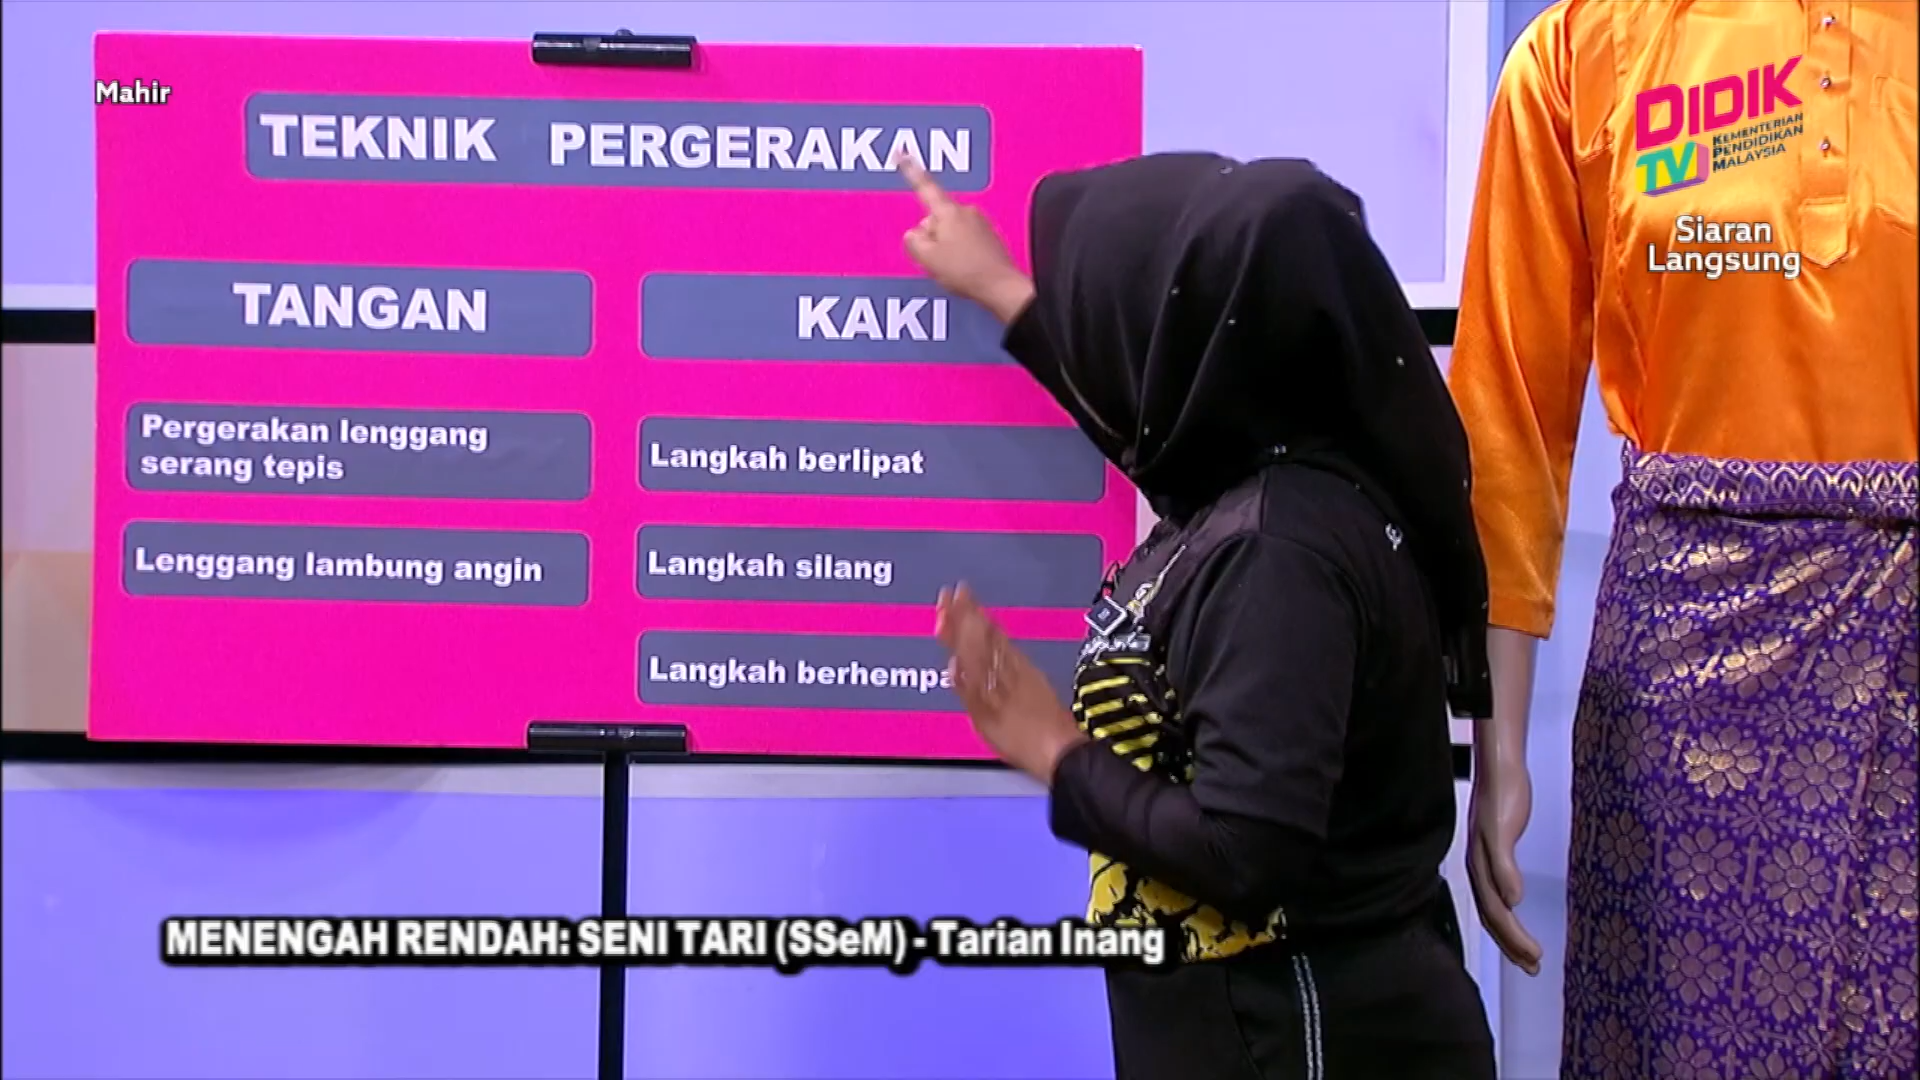 Mahir
TEKNIK PERGERAKAN
TANGAN
KAKI
Pergerakan lenggang
serang tepis
Langkah berlipat
Lenggang lambung angin
Langkah silang
Langkah
DIDIK
TV
KEMENTERIAN
PENDIDIKAN
MALAYSIA
Siaran
Langsung
MENENGAH RENDAH: SENI TARI (SSeM) - Tarian Inang